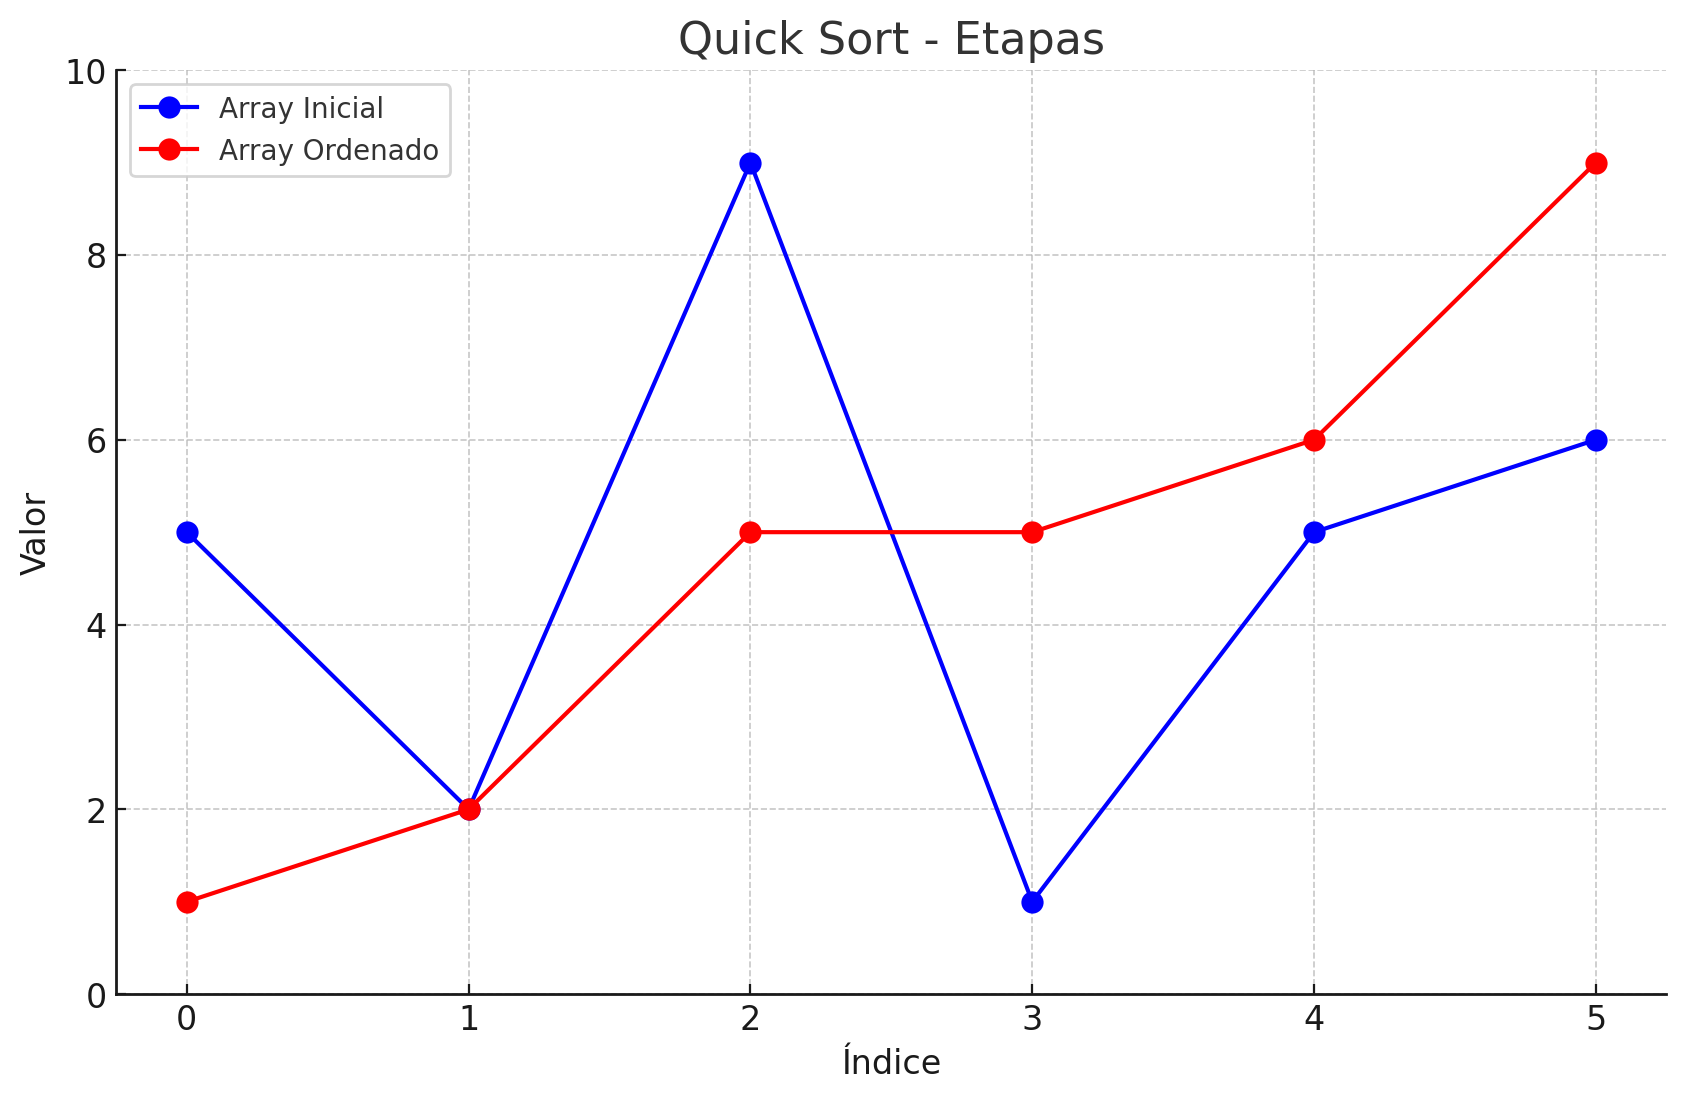 Quick Sort - Etapas
Array Inicial
Array Ordenado
10
8
6
4
2
0
Valor
0 1 2 3 4 5
Índice